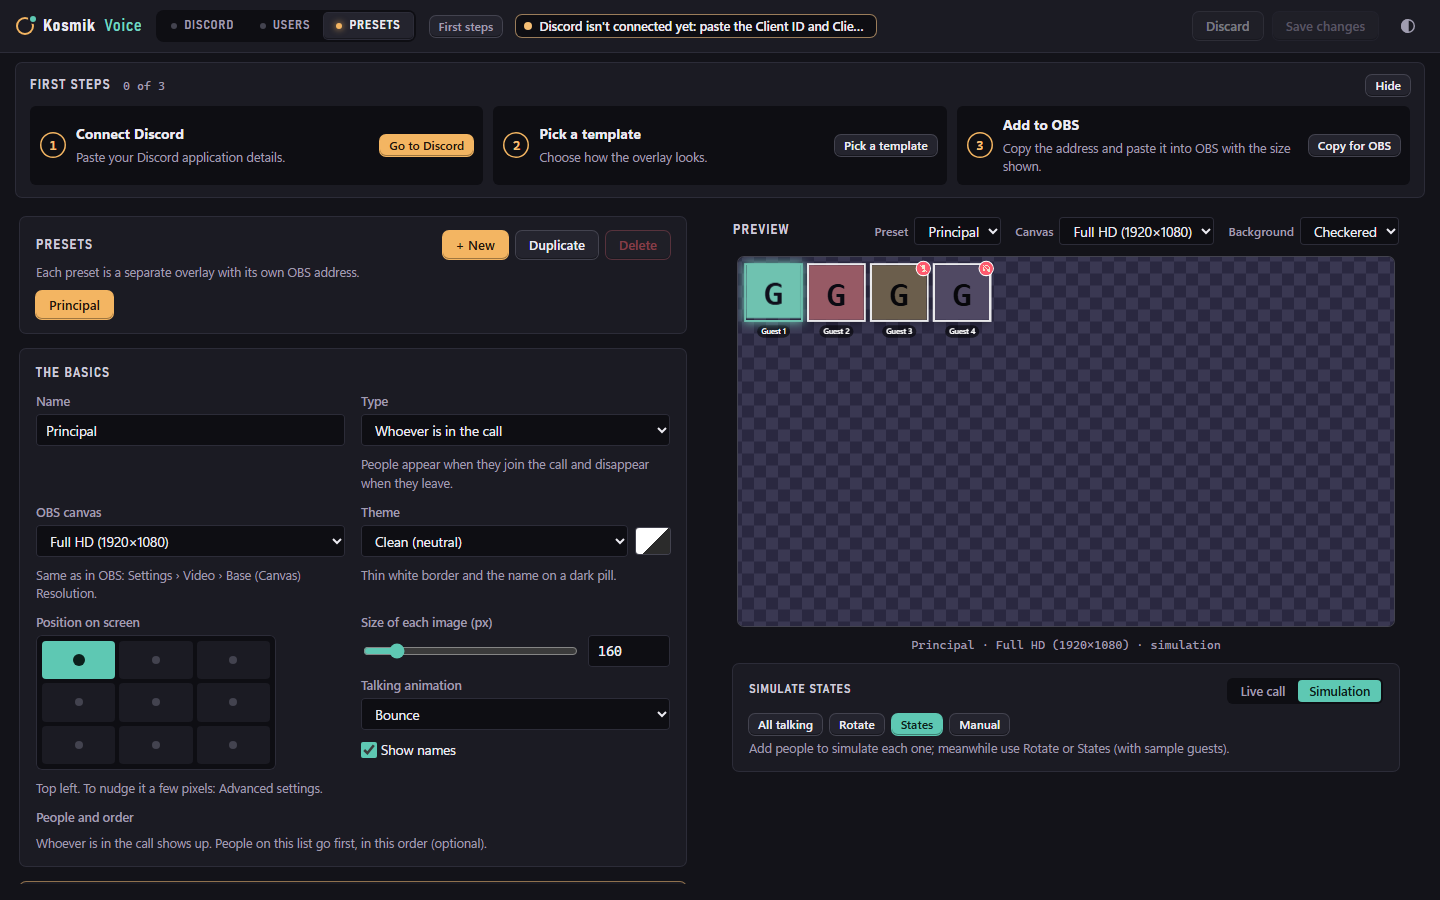 Kosmik Voice
DISCORD
USERS
PRESETS
First steps
Discord isn't connected yet: paste the Client ID and Clie...
Discard
Save changes
FIRST STEPS 0 of 3
Hide
1
Connect Discord
Paste your Discord application details.
Go to Discord
2
Pick a template
Choose how the overlay looks.
Pick a template
3
Add to OBS
Copy the address and paste it into OBS with the size
shown.
Copy for OBS
PRESETS
+ New
Duplicate
Delete
Each preset is a separate overlay with its own OBS address.
Principal
THE BASICS
Name
Principal
Type
Whoever is in the call
People appear when they join the call and disappear
when they leave.
OBS canvas
Full HD (1920×1080)
Same as in OBS: Settings › Video › Base (Canvas)
Resolution.
Theme
Clean (neutral)
Thin white border and the name on a dark pill.
Position on screen
Top left. To nudge it a few pixels: Advanced settings.
Size of each image (px)
160
Talking animation
Bounce
Show names
People and order
Whoever is in the call shows up. People on this list go first, in this order (optional).
PREVIEW
Preset
Principal
Canvas
Full HD (1920×1080)
Background
Checkered
G
G
G
G
Guest 1
Guest 2
Guest 3
Guest 4
Principal · Full HD (1920×1080) · simulation
SIMULATE STATES
Live call
Simulation
All talking
Rotate
States
Manual
Add people to simulate each one; meanwhile use Rotate or States (with sample guests).